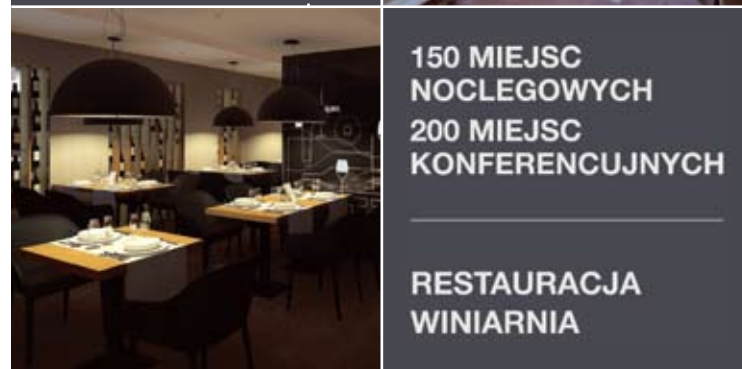 150 MIEJSC
NOCLEGOWYCH
200 MIEJSC
KONFERENCUJNYCH
RESTAURACJA
WINIARNIA